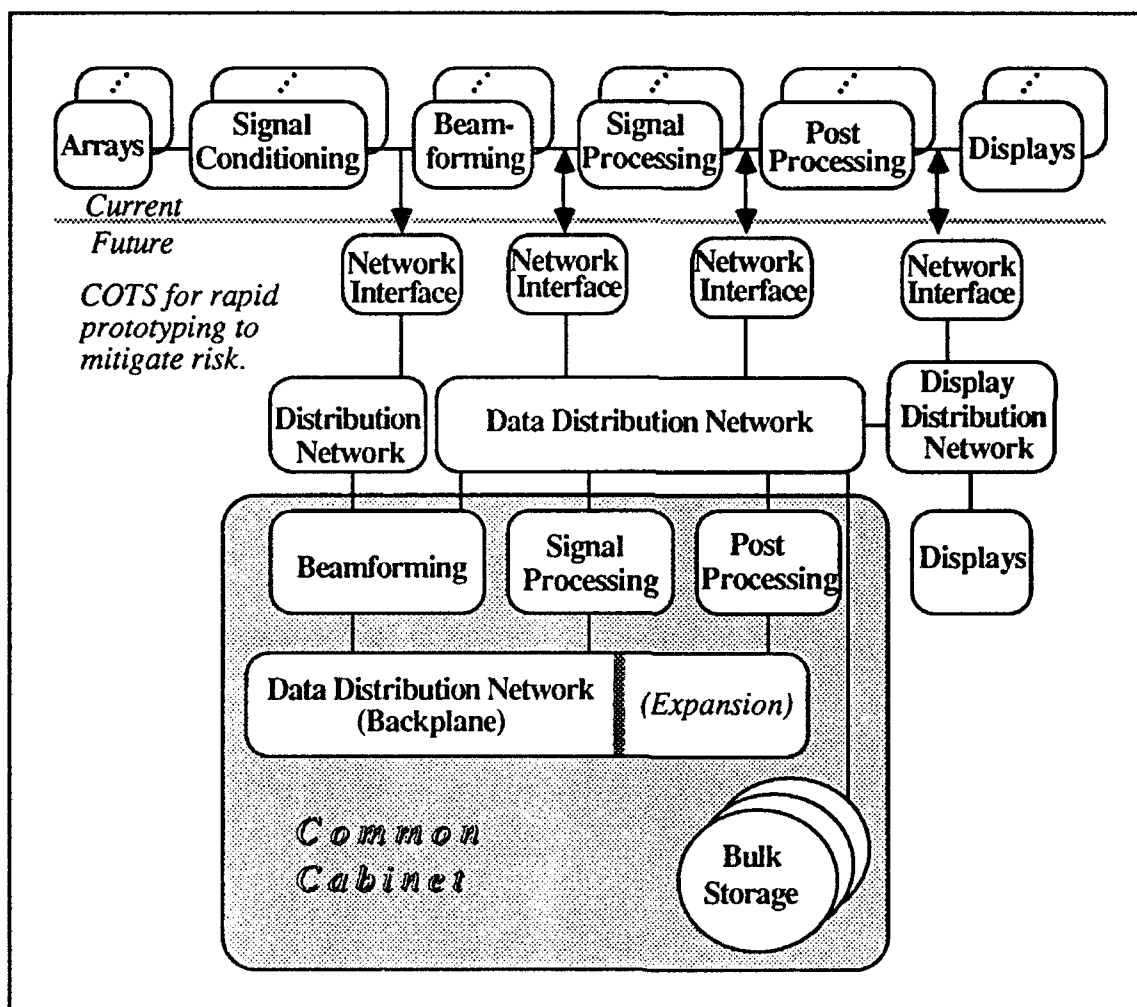 Arrays
Signal
Conditioning
Beam-
forming
Signal
Processing
Post
Processing
Displays
Current
Future
COTS for rapid
prototyping to
mitigate risk.
Network
Interface
Network
Interface
Network
Interface
Network
Interface
Distribution
Network
Data Distribution Network
Display
Distribution
Network
Beamforming
Signal
Processing
Post
Processing
Displays
Data Distribution Network
(Backplane)
(Expansion)
Common
Cabinet
Bulk
Storage